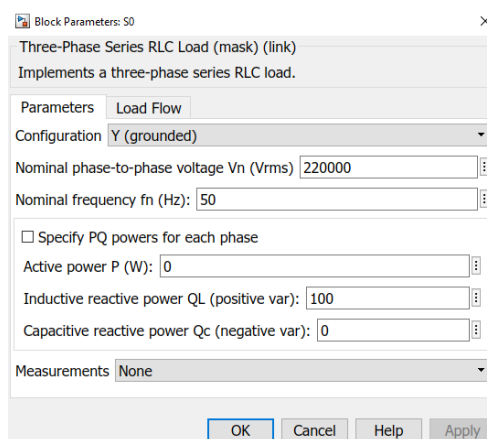 Block Parameters: S0
Three-Phase Series RLC Load (mask) (link)
Implements a three-phase series RLC load.
Parameters Load Flow
Configuration Y (grounded)
Nominal phase-to-phase voltage Vn (Vrms) 220000
Nominal frequency fn (Hz): 50
Specify PQ powers for each phase
Active power P (W): 0
Inductive reactive power QL (positive var): 100
Capacitive reactive power Qc (negative var): 0
Measurements None
OK Cancel Help Apply